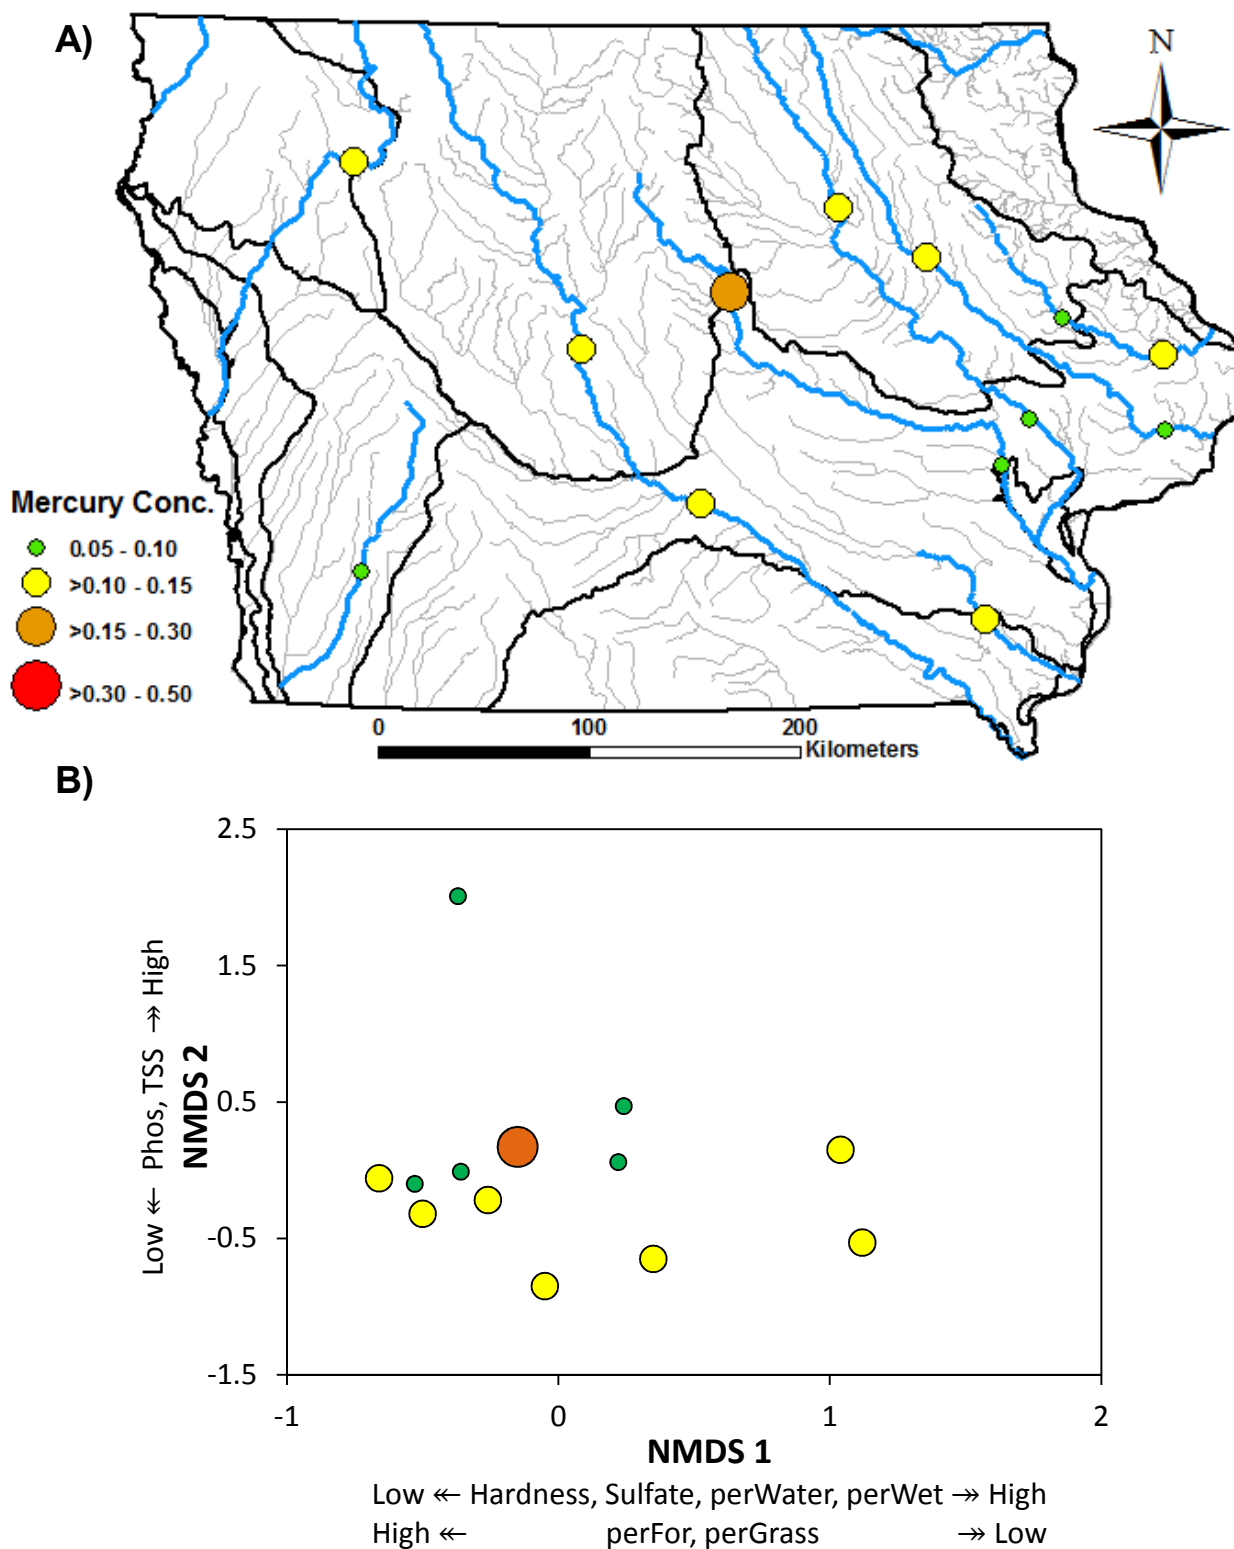 A)
N
Mercury Conc.
0.05 - 0.10
>0.10 - 0.15
>0.15 - 0.30
>0.30 - 0.50
0 100 200
Kilometers
B)
2.5
1.5
0.5
-0.5
-1.5
Low ↞ Phos, TSS ↠ High
NMDS 2
-1 0 1 2
NMDS 1
Low ↞ Hardness, Sulfate, perWater, perWet ↠ High
High ↞ perFor, perGrass ↠ Low